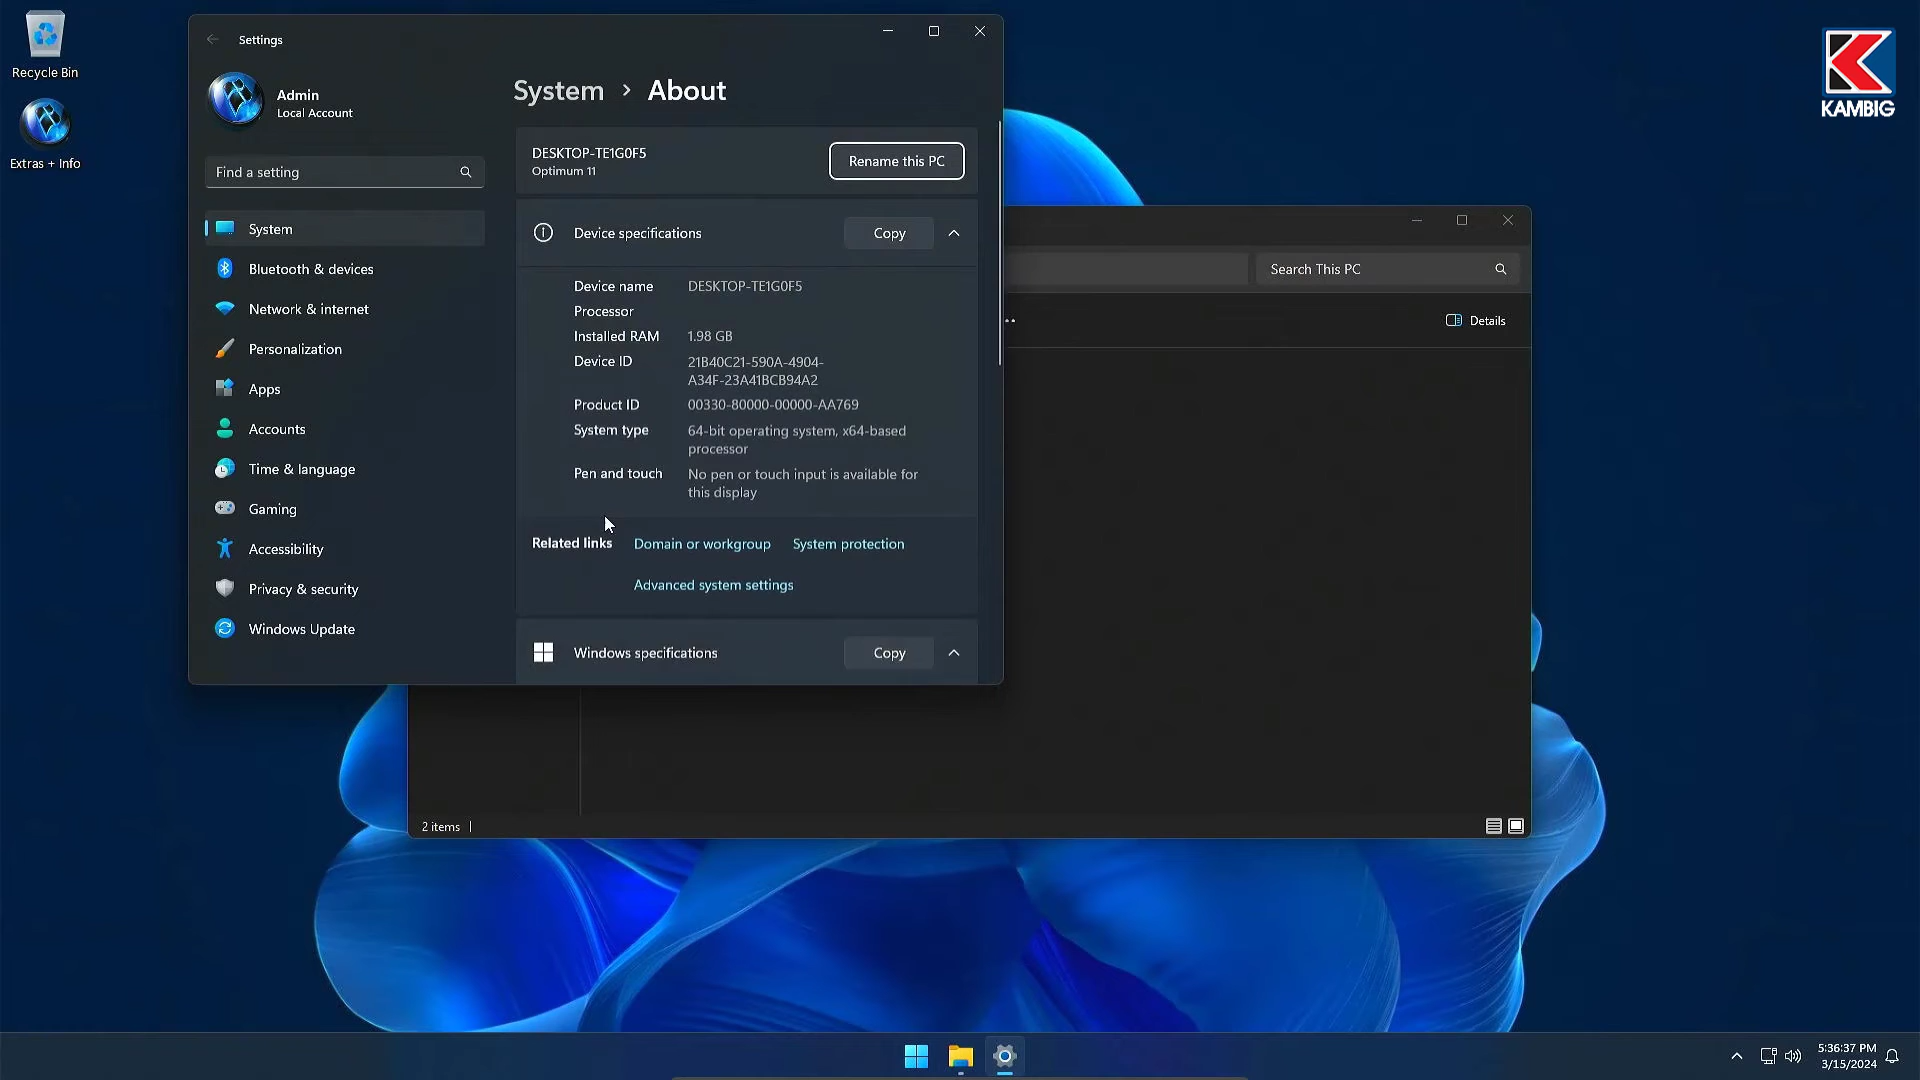 Recycle Bin
Extras + Info
Settings
Admin
Local Account
Find a setting
System
Bluetooth & devices
Network & internet
Personalization
Apps
Accounts
Time & language
Gaming
Accessibility
Privacy & security
Windows Update
System > About
DESKTOP-TE1G0F5
Optimum 11
Rename this PC
Device specifications
Copy
Device name DESKTOP-TE1G0F5
Processor
Installed RAM 1.98 GB
Device ID 21B40C21-590A-4904-
A34F-23A41BCB94A2
Product ID 00330-80000-00000-AA769
System type 64-bit operating system, x64-based
processor
Pen and touch No pen or touch input is available for
this display
Related links Domain or workgroup System protection
Advanced system settings
Windows specifications
Copy
Search This PC
Details
2 items
KAMBIG
5:36:37 PM
3/15/2024